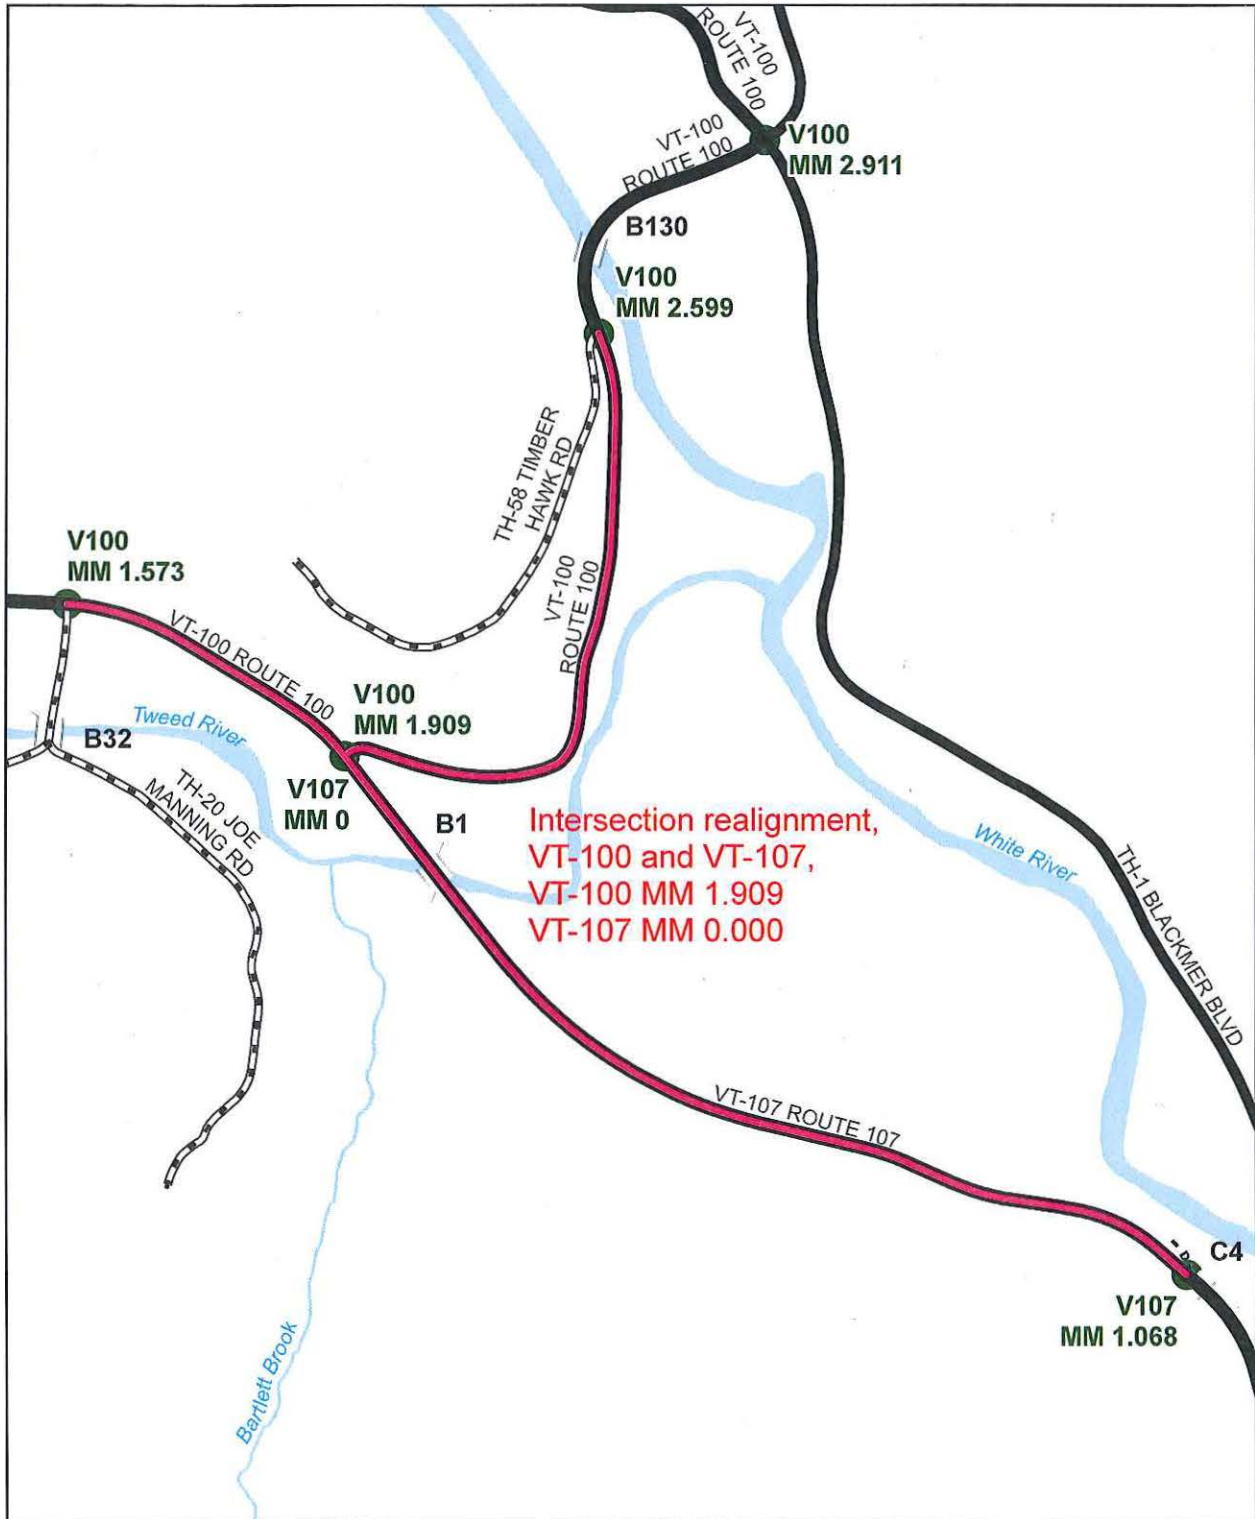 VT-100
ROUTE 100
VT-100
ROUTE 100
V100
MM 2.911
B130
V100
MM 2.599
TH-58 TIMBER
HAWK RD
VT-100
ROUTE 100
V100
MM 1.573
VT-100 ROUTE 100
V100
MM 1.909
Tweed River
B32
V107
MM 0
TH-20 JOE
MANNING RD
B1
Intersection realignment,
VT-100 and VT-107,
VT-100 MM 1.909
VT-107 MM 0.000
White River
TH-1 BLACKMER BLVD
VT-107 ROUTE 107
C4
V107
MM 1.068
Bartlett Brook